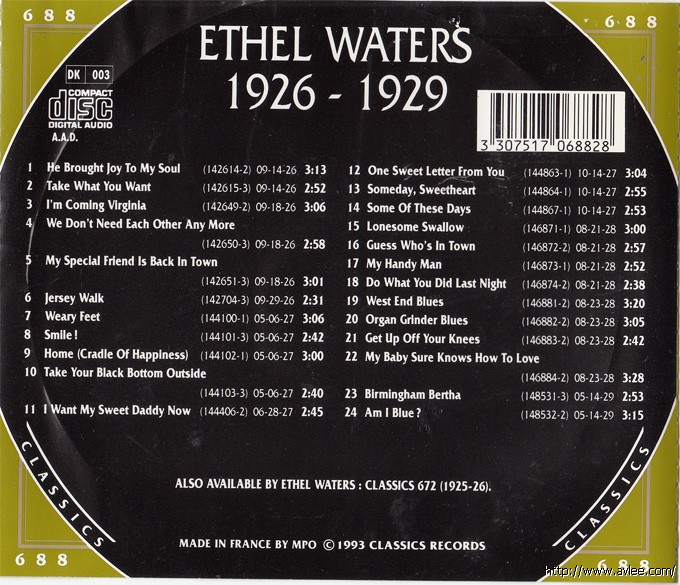 688
688
ETHEL WATERS
1926 - 1929
DK 003
COMPACT
disc
DIGITAL AUDIO
A.A.D.
3 307517 068828
1 He Brought Joy To My Soul (142614-2) 09-14-26 3:13
2 Take What You Want (142615-3) 09-14-26 2:52
3 I'm Coming Virginia (142649-2) 09-18-26 3:06
4 We Don't Need Each Other Any More
(142650-3) 09-18-26 2:58
5 My Special Friend Is Back In Town
(142651-3) 09-18-26 3:01
6 Jersey Walk (142704-3) 09-29-26 2:31
7 Weary Feet (144100-1) 05-06-27 3:06
8 Smile ! (144101-3) 05-06-27 2:42
9 Home (Cradle Of Happiness) (144102-1) 05-06-27 3:00
10 Take Your Black Bottom Outside
(144103-3) 05-06-27 2:40
11 I Want My Sweet Daddy Now (144406-2) 06-28-27 2:45
12 One Sweet Letter From You (144863-1) 10-14-27 3:04
13 Someday, Sweetheart (144864-1) 10-14-27 2:55
14 Some Of These Days (144867-1) 10-14-27 2:53
15 Lonesome Swallow (146871-1) 08-21-28 3:00
16 Guess Who's In Town (146872-2) 08-21-28 2:57
17 My Handy Man (146873-1) 08-21-28 2:52
18 Do What You Did Last Night (146874-2) 08-21-28 2:38
19 West End Blues (146881-2) 08-23-28 3:20
20 Organ Grinder Blues (146882-2) 08-23-28 3:05
21 Get Up Off Your Knees (146883-2) 08-23-28 2:42
22 My Baby Sure Knows How To Love
(146884-2) 08-23-28 3:28
23 Birmingham Bertha (148531-3) 05-14-29 2:53
24 Am I Blue ? (148532-2) 05-14-29 3:15
ALSO AVAILABLE BY ETHEL WATERS : CLASSICS 672 (1925-26).
CLASSICS
CLASSICS
MADE IN FRANCE BY MPO © 1993 CLASSICS RECORDS
688
688
http://www.avlee.com/